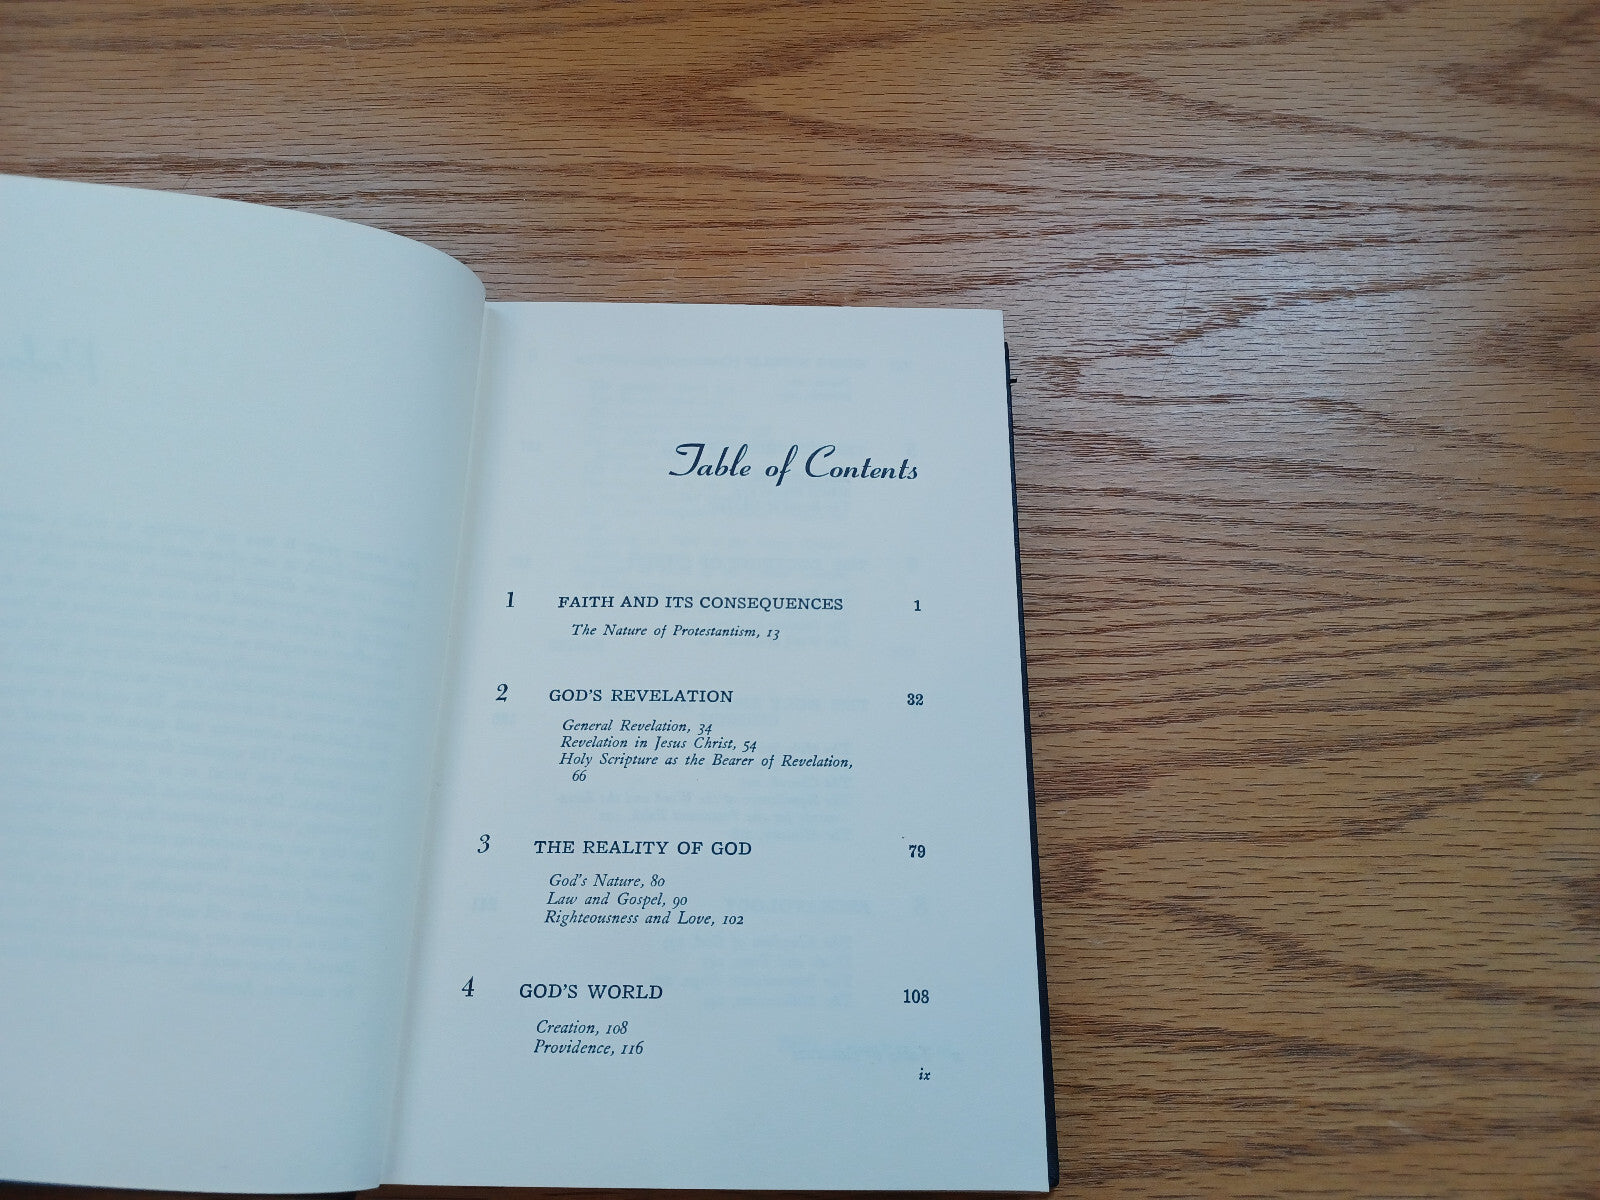 Table of Contents
1 FAITH AND ITS CONSEQUENCES 1
The Nature of Protestantism, 13
2 GOD'S REVELATION 32
General Revelation, 34
Revelation in Jesus Christ, 54
Holy Scripture as the Bearer of Revelation,
66
3 THE REALITY OF GOD 79
God's Nature, 80
Law and Gospel, 90
Righteousness and Love, 102
4 GOD'S WORLD 108
Creation, 108
Providence, 116
ix